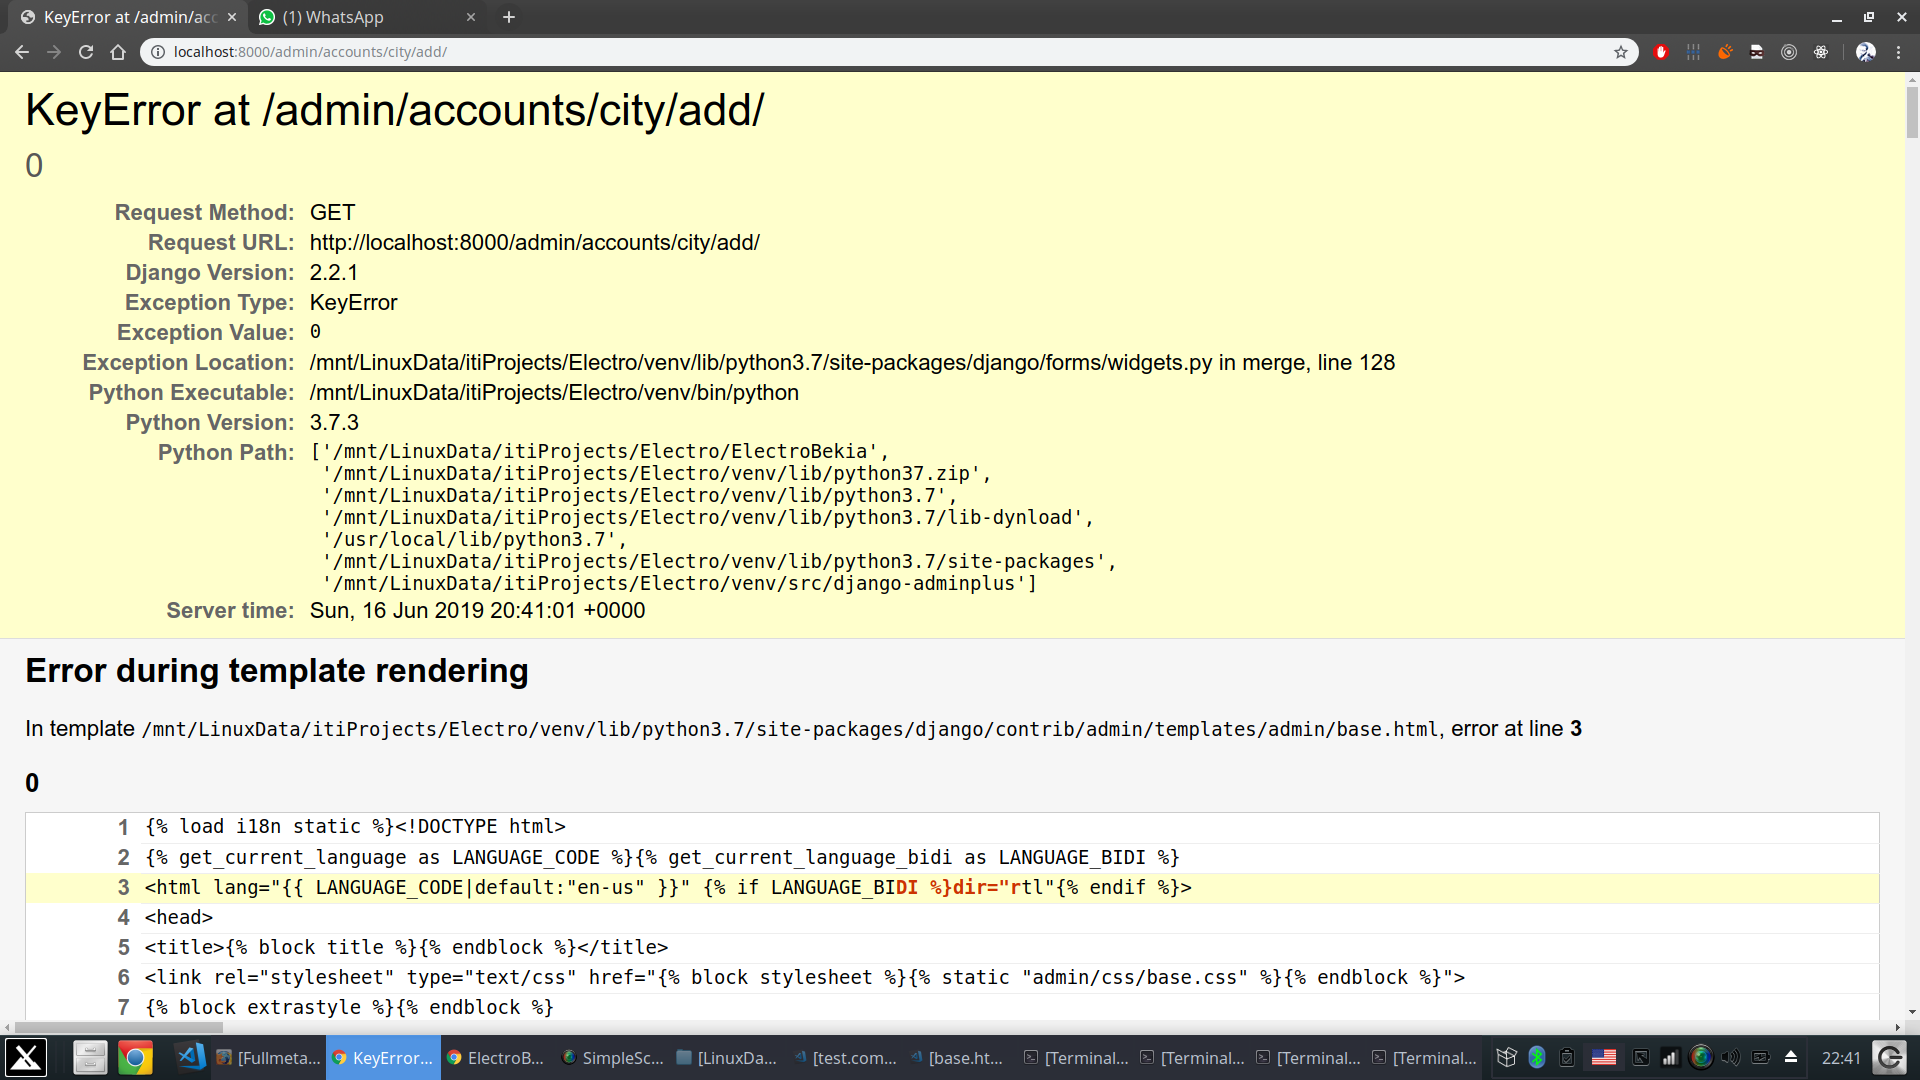 KeyError at /admin/acc
(1) WhatsApp
localhost:8000/admin/accounts/city/add/
KeyError at /admin/accounts/city/add/
0
Request Method: GET
Request URL: http://localhost:8000/admin/accounts/city/add/
Django Version: 2.2.1
Exception Type: KeyError
Exception Value: 0
Exception Location: /mnt/LinuxData/itiProjects/Electro/venv/lib/python3.7/site-packages/django/forms/widgets.py in merge, line 128
Python Executable: /mnt/LinuxData/itiProjects/Electro/venv/bin/python
Python Version: 3.7.3
Python Path: ['/mnt/LinuxData/itiProjects/Electro/ElectroBekia',
'/mnt/LinuxData/itiProjects/Electro/venv/lib/python37.zip',
'/mnt/LinuxData/itiProjects/Electro/venv/lib/python3.7',
'/mnt/LinuxData/itiProjects/Electro/venv/lib/python3.7/lib-dynload',
'/usr/local/lib/python3.7',
'/mnt/LinuxData/itiProjects/Electro/venv/lib/python3.7/site-packages',
'/mnt/LinuxData/itiProjects/Electro/venv/src/django-adminplus']
Server time: Sun, 16 Jun 2019 20:41:01 +0000
Error during template rendering
In template /mnt/LinuxData/itiProjects/Electro/venv/lib/python3.7/site-packages/django/contrib/admin/templates/admin/base.html, error at line 3
0
1 {% load i18n static %}<!DOCTYPE html>
2 {% get_current_language as LANGUAGE_CODE %}{% get_current_language_bidi as LANGUAGE_BIDI %}
3 <html lang="{{ LANGUAGE_CODE|default:"en-us" }}" {% if LANGUAGE_BIDI %}dir="rtl"{% endif %}>
4 <head>
5 <title>{% block title %}{% endblock %}</title>
6 <link rel="stylesheet" type="text/css" href="{% block stylesheet %}{% static "admin/css/base.css" %}{% endblock %}">
7 {% block extrastyle %}{% endblock %}
[Fullmeta... KeyError... ElectroB... SimpleSc... [LinuxDa... [test.com... [base.ht... [Terminal... [Terminal... [Terminal... [Terminal... 22:41